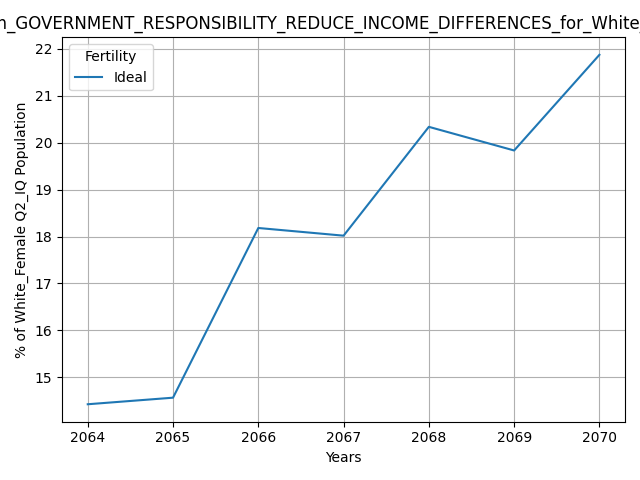 GOVERNMENT_RESPONSIBILITY_REDUCE_INCOME_DIFFERENCES_for_White_
Fertility
Ideal
22
21
20
19
18
17
16
15
% of White_Female Q2_IQ Population
2064 2065 2066 2067 2068 2069 2070
Years